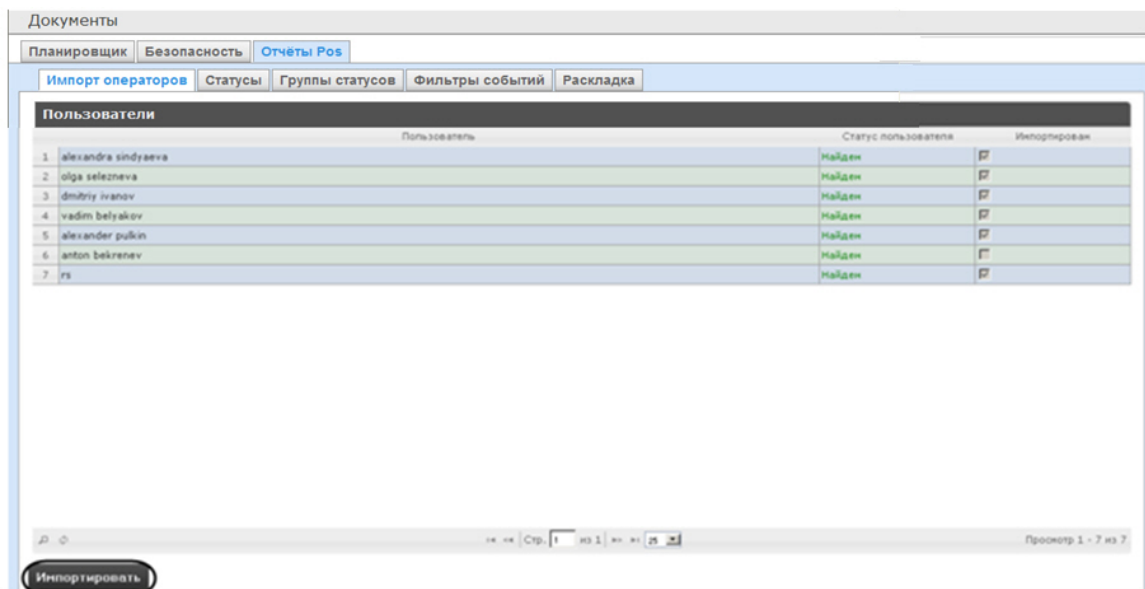 Документы
Планировщик Безопасность Отчёты Pos
Импорт операторов Статусы Группы статусов Фильтры событий Раскладка
Пользователи
Пользователь Статус пользователя Импортирован
1 alexandra sindyaeva Найден
2 olga selezneva Найден
3 dmitriy ivanov Найден
4 vadim belyakov Найден
5 alexander pulkin Найден
6 anton bekrenev Найден
7 rs Найден
Стр. 1 из 1 25 Просмотр 1 - 7 из 7
Импортировать